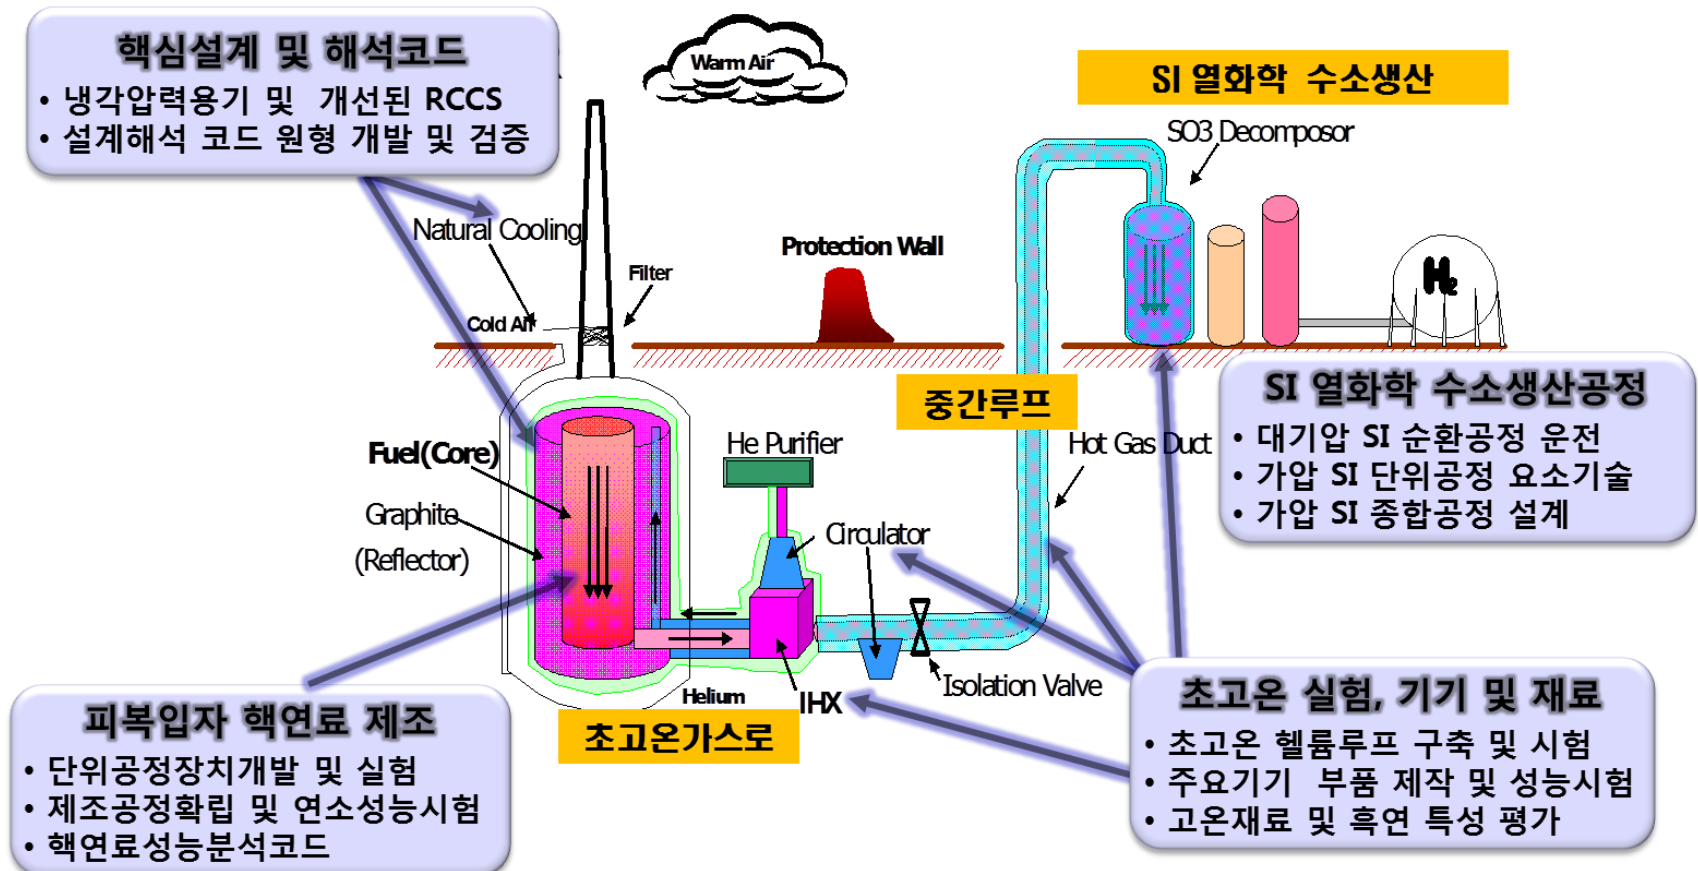 핵심설계 및 해석코드
• 냉각압력용기 및 개선된 RCCS
• 설계해석 코드 원형 개발 및 검증
Warm Air
SI 열화학 수소생산
SO3 Decomposor
Natural Cooling
Filter
Cold Air
Protection Wall
H2
중간루프
SI 열화학 수소생산공정
• 대기압 SI 순환공정 운전
• 가압 SI 단위공정 요소기술
• 가압 SI 종합공정 설계
Fuel(Core)
Graphite
(Reflector)
He Purifier
Hot Gas Duct
Circulator
Isolation Valve
Helium
IHX
초고온가스로
피복입자 핵연료 제조
• 단위공정장치개발 및 실험
• 제조공정확립 및 연소성능시험
• 핵연료성능분석코드
초고온 실험, 기기 및 재료
• 초고온 헬륨루프 구축 및 시험
• 주요기기 부품 제작 및 성능시험
• 고온재료 및 흑연 특성 평가